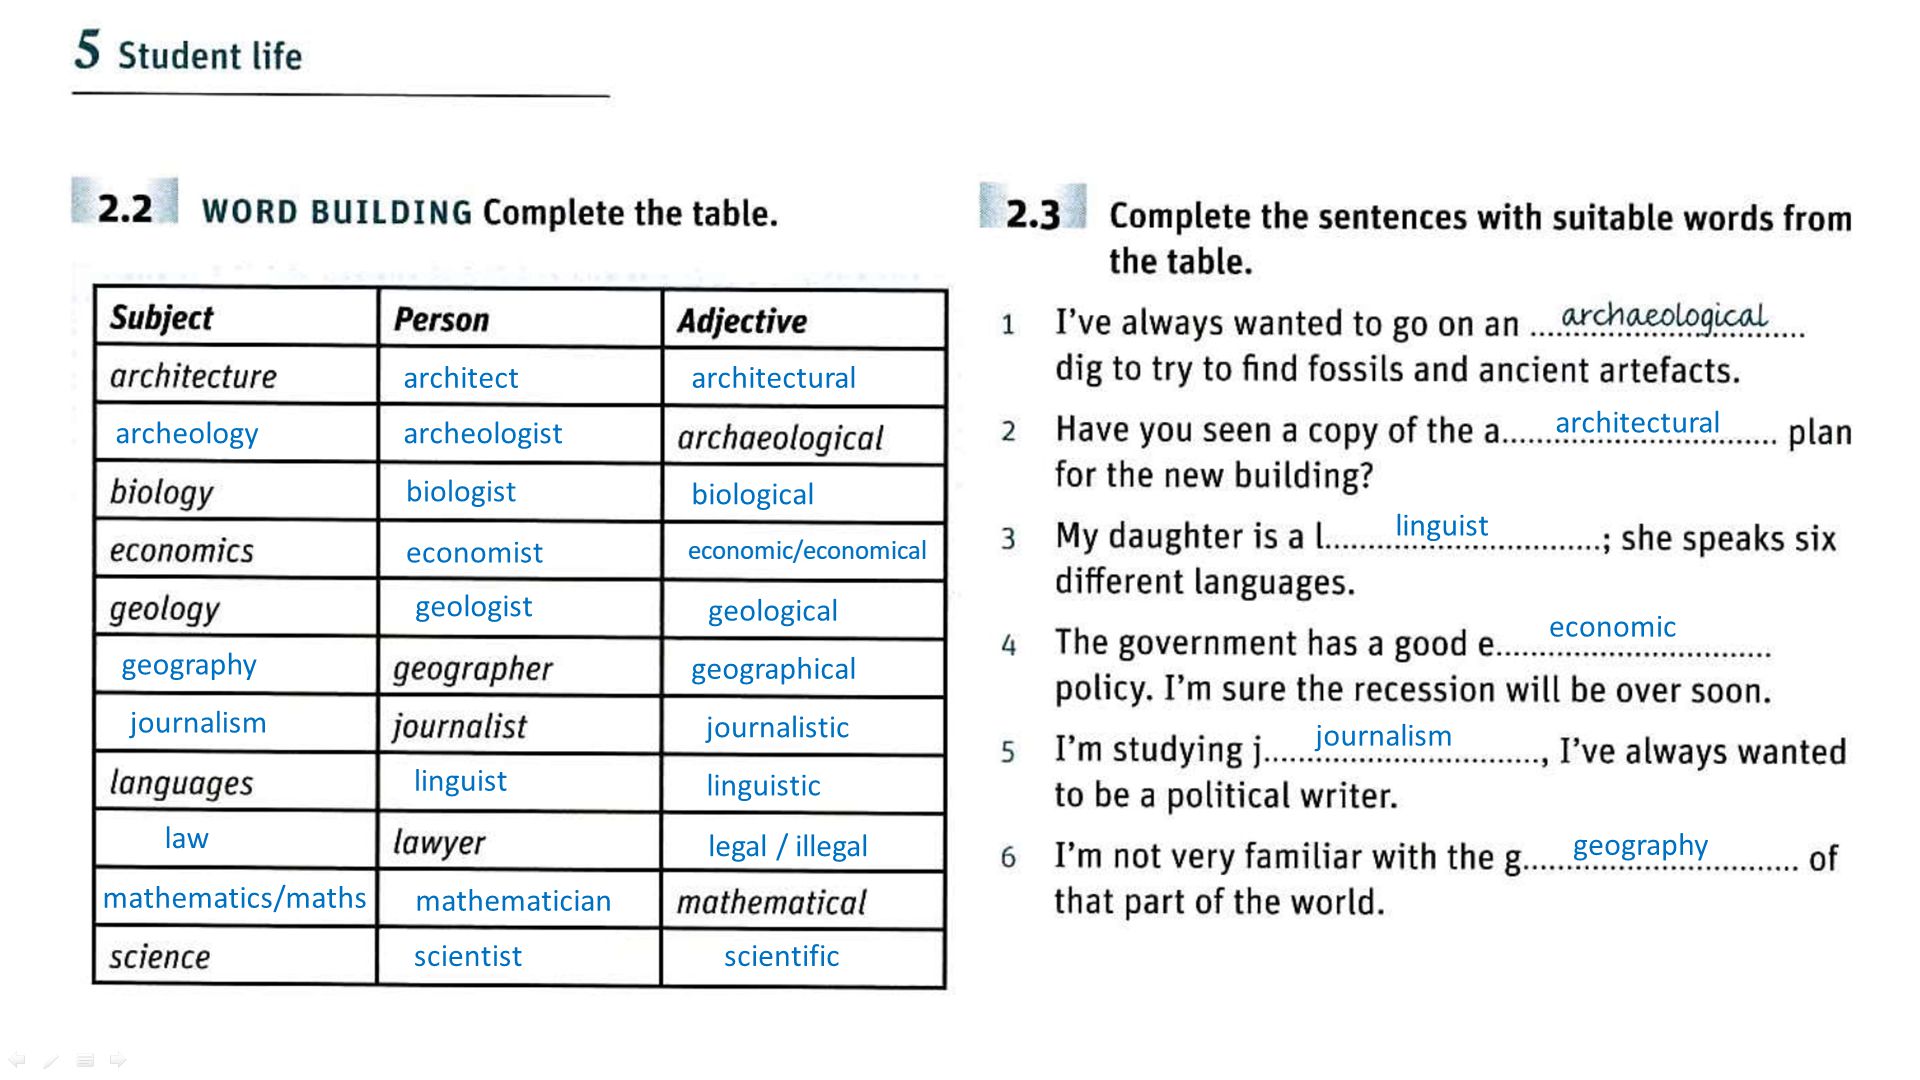 5 Student life
2.2 WORD BUILDING Complete the table.
Subject Person Adjective
architecture architect architectural
archeology archeologist archaeological
biology biologist biological
economics economist economic/economical
geology geologist geological
geography geographer geographical
journalism journalist journalistic
languages linguist linguistic
law lawyer legal / illegal
mathematics/maths mathematician mathematical
science scientist scientific
2.3 Complete the sentences with suitable words from
the table.
1 I've always wanted to go on an archaeological
dig to try to find fossils and ancient artefacts.
2 Have you seen a copy of the a.......... architectural plan
for the new building?
3 My daughter is a l.......... linguist ..........; she speaks six
different languages.
4 The government has a good e.......... economic
policy. I'm sure the recession will be over soon.
5 I'm studying j.......... journalism .........., I've always wanted
to be a political writer.
6 I'm not very familiar with the g.......... geography .......... of
that part of the world.